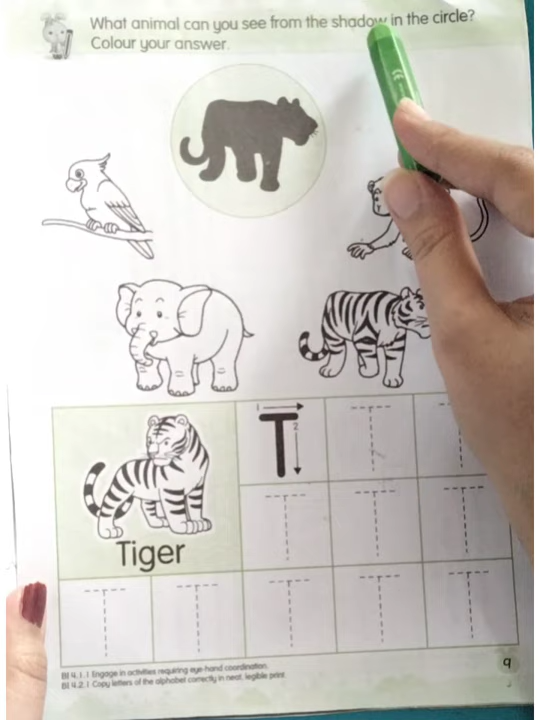 What animal can you see from the shadow in the circle?
Colour your answer.
1
T
2
T
T
T
T
T
Tiger
T
T
T
T
T
9
BI 4.1.1 Engage in activities requiring eye-hand coordination.
BI 4.2.1 Copy letters of the alphabet correctly in neat, legible print.